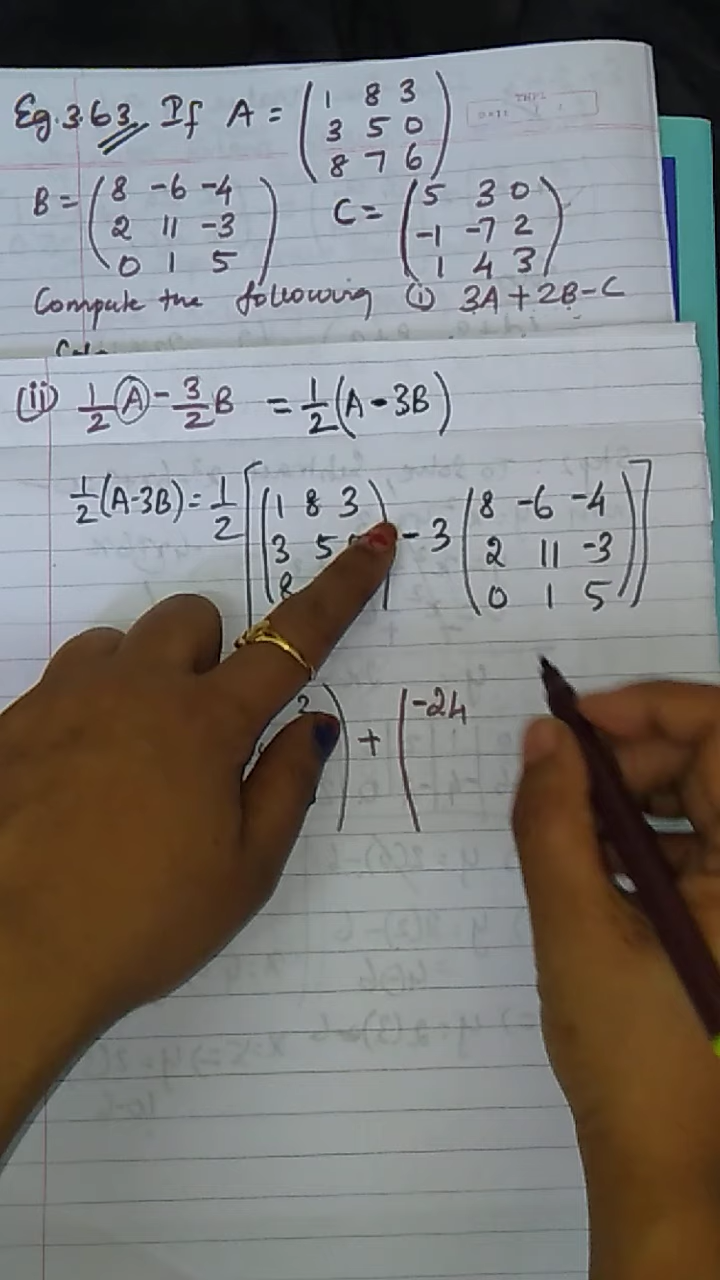 Eg.3.63 If A = (1 8 3
3 5 0
8 7 6)
B = (8 -6 -4
2 11 -3
0 1 5) C = (5 3 0
-1 -7 2
1 4 3)
Compute the following (i) 3A + 2B - C
(ii) 1/2 A - 3/2 B = 1/2 (A - 3B)
1/2 (A-3B) = 1/2 [(1 8 3
3 5
8 ) - 3 (8 -6 -4
2 11 -3
0 1 5)]
) + (-24